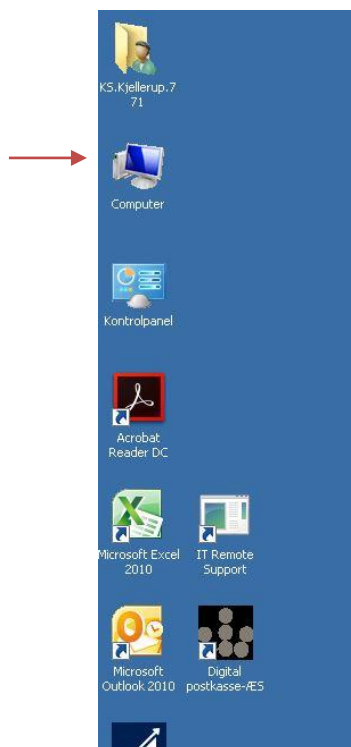 KS.Kjellerup.7
71
Computer
Kontrolpanel
Acrobat
Reader DC
Microsoft Excel
2010
IT Remote
Support
Microsoft
Outlook 2010
Digital
postkasse-ÆS